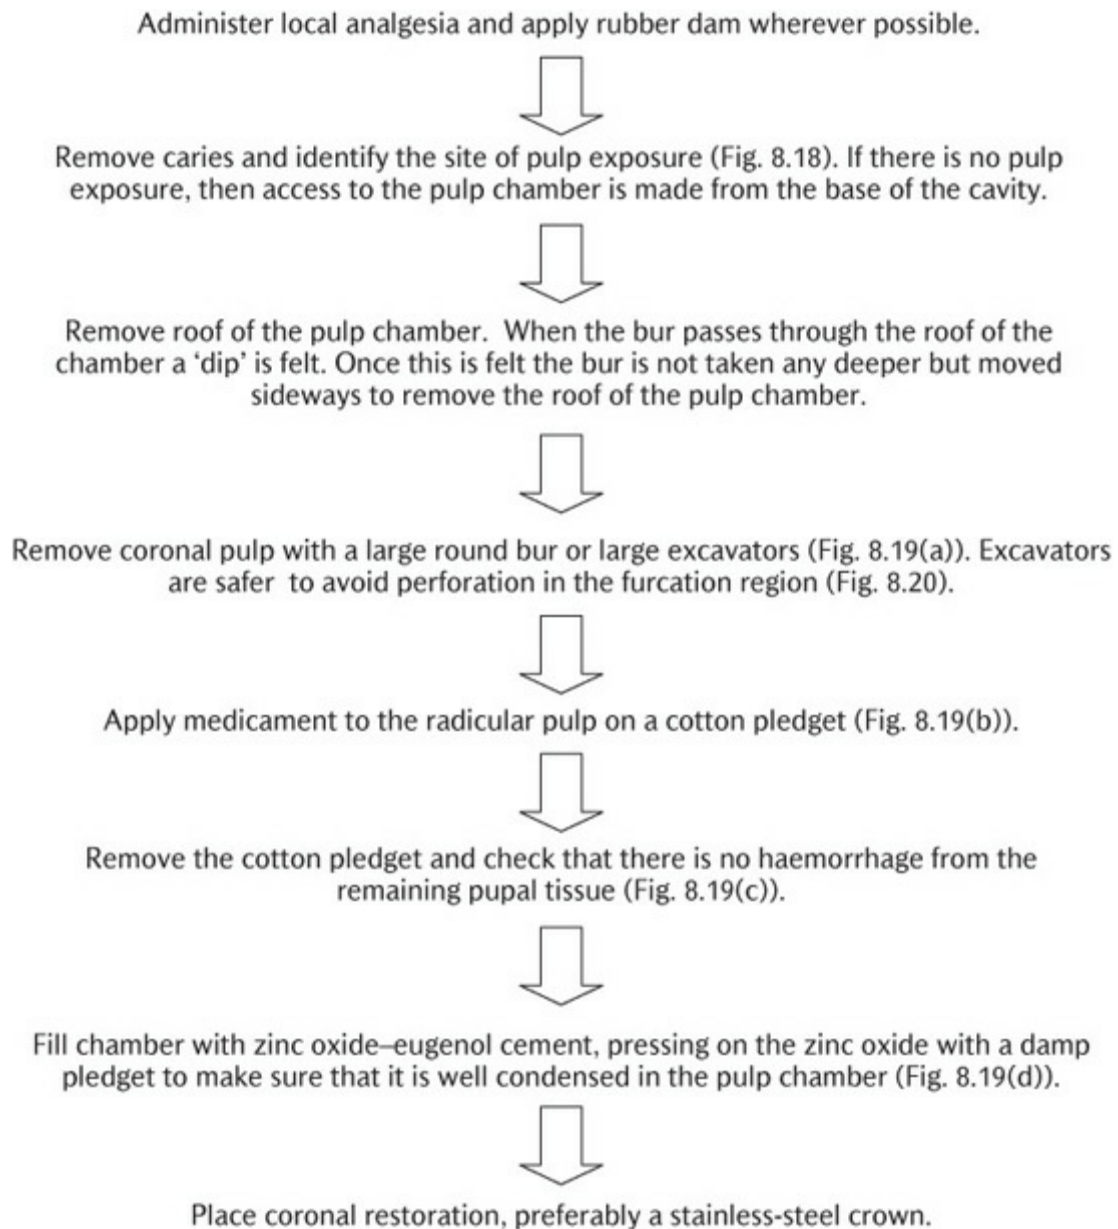 Administer local analgesia and apply rubber dam wherever possible.
Remove caries and identify the site of pulp exposure (Fig. 8.18). If there is no pulp
exposure, then access to the pulp chamber is made from the base of the cavity.
Remove roof of the pulp chamber. When the bur passes through the roof of the
chamber a ‘dip’ is felt. Once this is felt the bur is not taken any deeper but moved
sideways to remove the roof of the pulp chamber.
Remove coronal pulp with a large round bur or large excavators (Fig. 8.19(a)). Excavators
are safer to avoid perforation in the furcation region (Fig. 8.20).
Apply medicament to the radicular pulp on a cotton pledget (Fig. 8.19(b)).
Remove the cotton pledget and check that there is no haemorrhage from the
remaining pupal tissue (Fig. 8.19(c)).
Fill chamber with zinc oxide–eugenol cement, pressing on the zinc oxide with a damp
pledget to make sure that it is well condensed in the pulp chamber (Fig. 8.19(d)).
Place coronal restoration, preferably a stainless-steel crown.